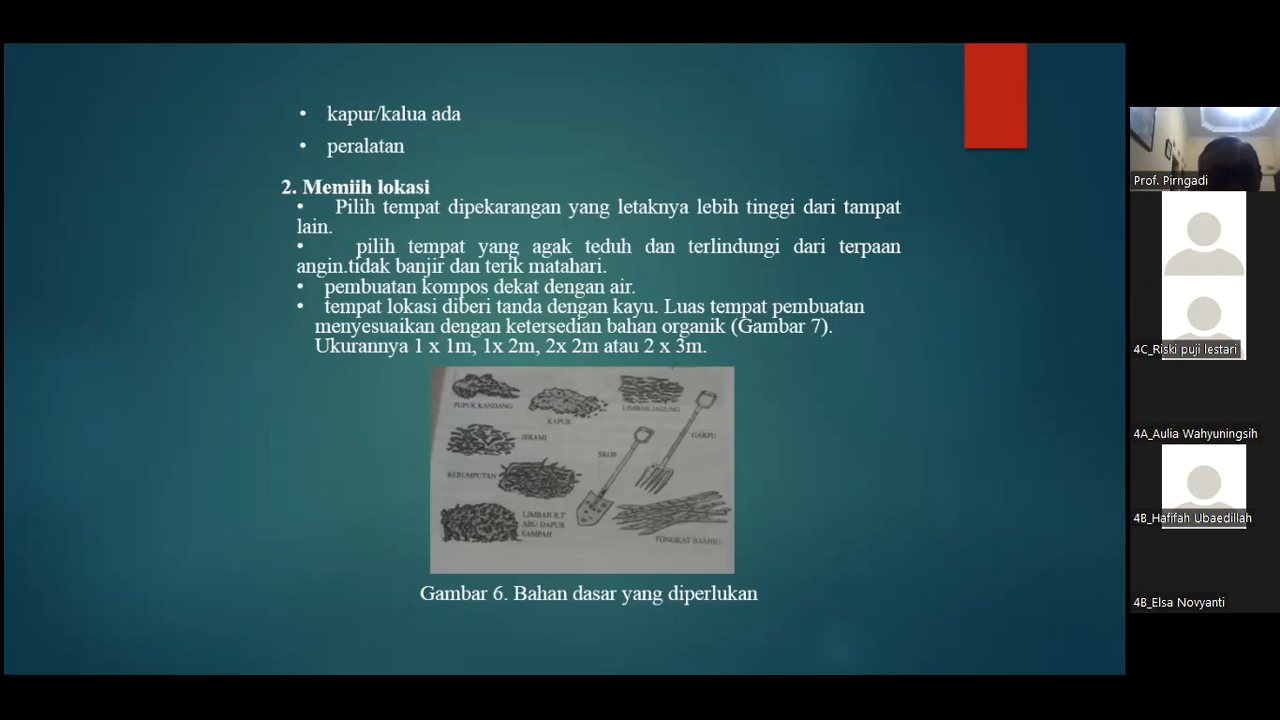 • kapur/kalua ada
• peralatan
2. Memiih lokasi
• Pilih tempat dipekarangan yang letaknya lebih tinggi dari tampat
lain.
• pilih tempat yang agak teduh dan terlindungi dari terpaan
angin.tidak banjir dan terik matahari.
• pembuatan kompos dekat dengan air.
• tempat lokasi diberi tanda dengan kayu. Luas tempat pembuatan
menyesuaikan dengan ketersedian bahan organik (Gambar 7).
Ukurannya 1 x 1m, 1x 2m, 2x 2m atau 2 x 3m.
PUPUK KANDANG
KAPUR
LIMBAH JAGUNG
JERAMI
SKOP
GARPU
RERUMPUTAN
LIMBAH R.T
ABU DAPUR
SAMPAH
TONGKAT BAMBU
Gambar 6. Bahan dasar yang diperlukan
Prof. Pirngadi
4C_Riski puji lestari
4A_Aulia Wahyuningsih
4B_Hafifah Ubaedillah
4B_Elsa Novyanti